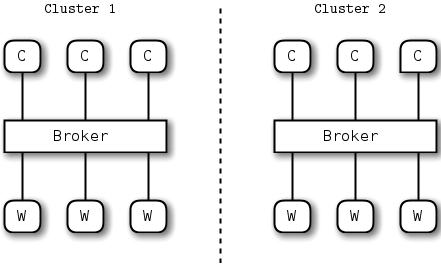 Cluster 1
Cluster 2
C C C
C C C
Broker
Broker
W W W
W W W